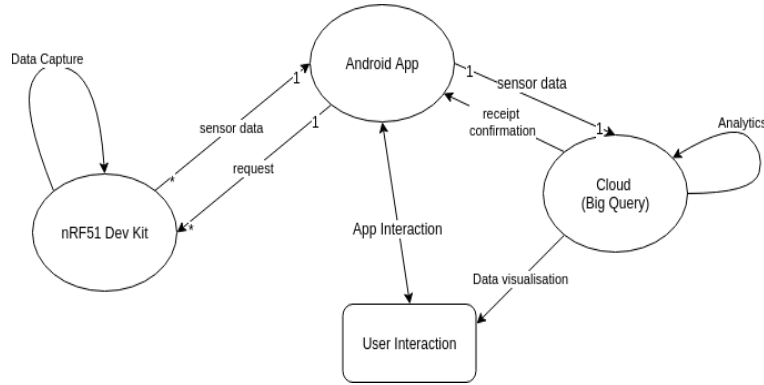 Data Capture
Android App
1
1
sensor data
sensor data
1
receipt
confirmation
1
Analytics
request
*
Cloud
(Big Query)
nRF51 Dev Kit
*
App Interaction
Data visualisation
User Interaction